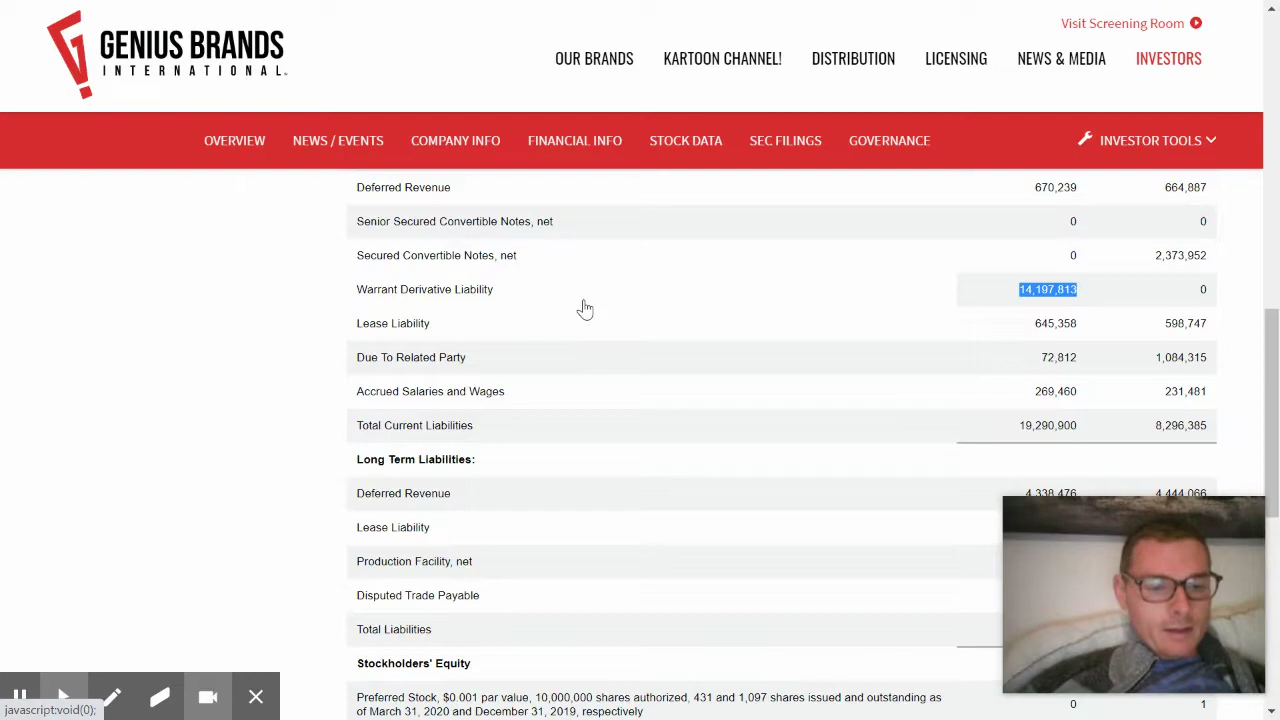 Visit Screening Room
GENIUS BRANDS
INTERNATIONAL
OUR BRANDS KARTOON CHANNEL! DISTRIBUTION LICENSING NEWS & MEDIA INVESTORS
OVERVIEW NEWS / EVENTS COMPANY INFO FINANCIAL INFO STOCK DATA SEC FILINGS GOVERNANCE INVESTOR TOOLS
Deferred Revenue 670,239 664,887
Senior Secured Convertible Notes, net 0 0
Secured Convertible Notes, net 0 2,373,952
Warrant Derivative Liability 14,197,813 0
Lease Liability 645,358 598,747
Due To Related Party 72,812 1,084,315
Accrued Salaries and Wages 269,460 231,481
Total Current Liabilities 19,290,900 8,296,385
Long Term Liabilities:
Deferred Revenue 4,338,476 4,444,066
Lease Liability
Production Facility, net
Disputed Trade Payable
Total Liabilities
Stockholders' Equity
Preferred Stock, $0.001 par value, 10,000,000 shares authorized, 431 and 1,097 shares issued and outstanding as 0 1
of March 31, 2020 and December 31, 2019, respectively
javascript:void(0);